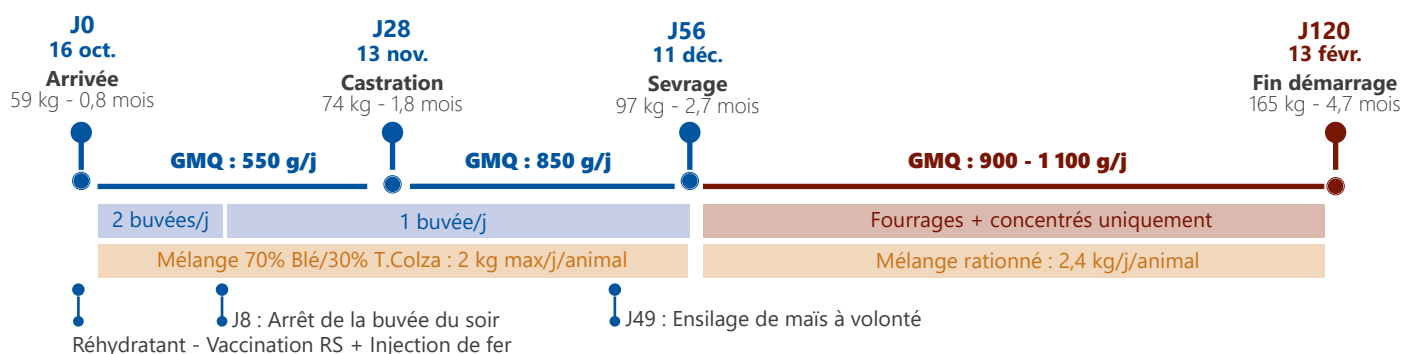 J0
16 oct.
Arrivée
59 kg - 0,8 mois
J28
13 nov.
Castration
74 kg - 1,8 mois
J56
11 déc.
Sevrage
97 kg - 2,7 mois
J120
13 févr.
Fin démarrage
165 kg - 4,7 mois
GMQ : 550 g/j
GMQ : 850 g/j
GMQ : 900 - 1 100 g/j
2 buvées/j
1 buvée/j
Fourrages + concentrés uniquement
Mélange 70% Blé/30% T.Colza : 2 kg max/j/animal
Mélange rationné : 2,4 kg/j/animal
J8 : Arrêt de la buvée du soir
J49 : Ensilage de maïs à volonté
Réhydratant - Vaccination RS + Injection de fer